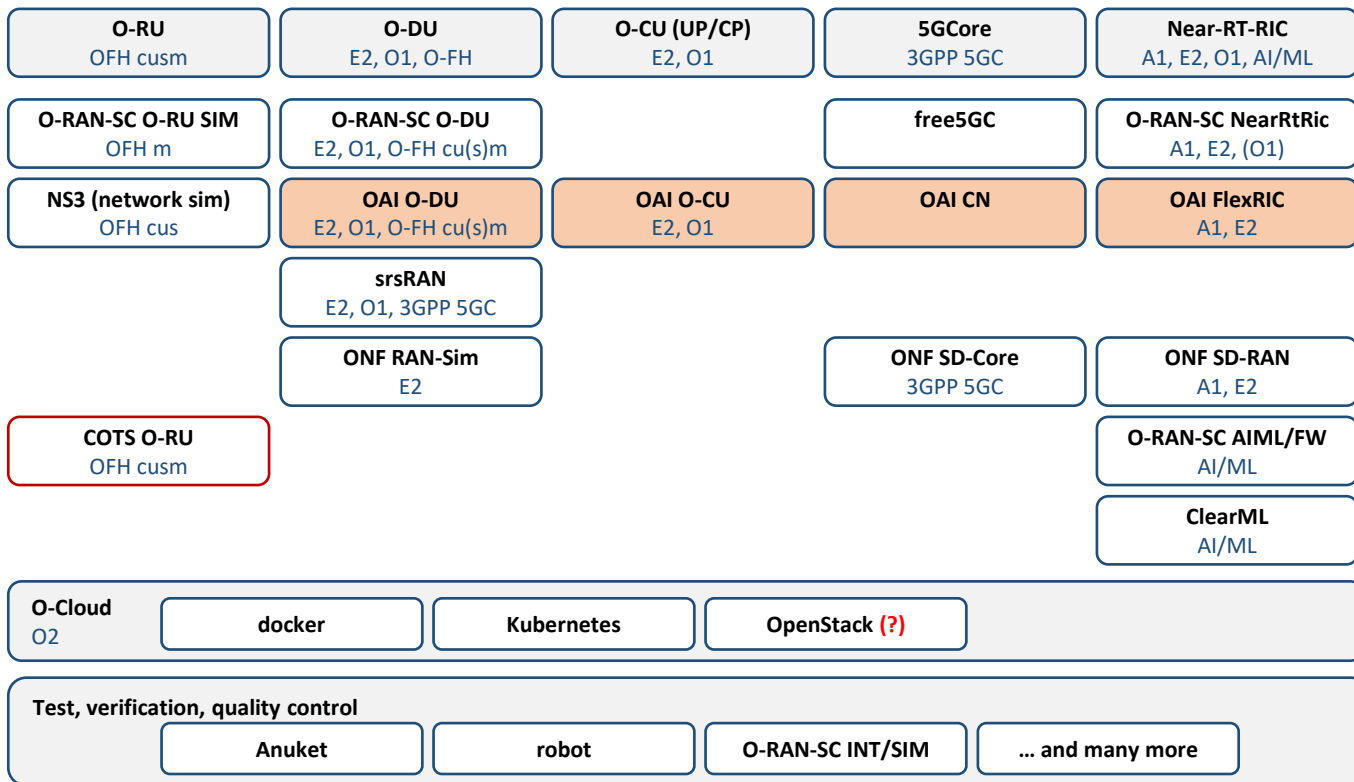 O-RU
OFH cusm
O-DU
E2, O1, O-FH
O-CU (UP/CP)
E2, O1
5GCore
3GPP 5GC
Near-RT-RIC
A1, E2, O1, AI/ML
O-RAN-SC O-RU SIM
OFH m
O-RAN-SC O-DU
E2, O1, O-FH cu(s)m
free5GC
O-RAN-SC NearRtRic
A1, E2, (O1)
NS3 (network sim)
OFH cus
OAI O-DU
E2, O1, O-FH cu(s)m
OAI O-CU
E2, O1
OAI CN
OAI FlexRIC
A1, E2
srsRAN
E2, O1, 3GPP 5GC
ONF RAN-Sim
E2
ONF SD-Core
3GPP 5GC
ONF SD-RAN
A1, E2
COTS O-RU
OFH cusm
O-RAN-SC AIML/FW
AI/ML
ClearML
AI/ML
O-Cloud
O2
docker
Kubernetes
OpenStack (?)
Test, verification, quality control
Anuket
robot
O-RAN-SC INT/SIM
… and many more